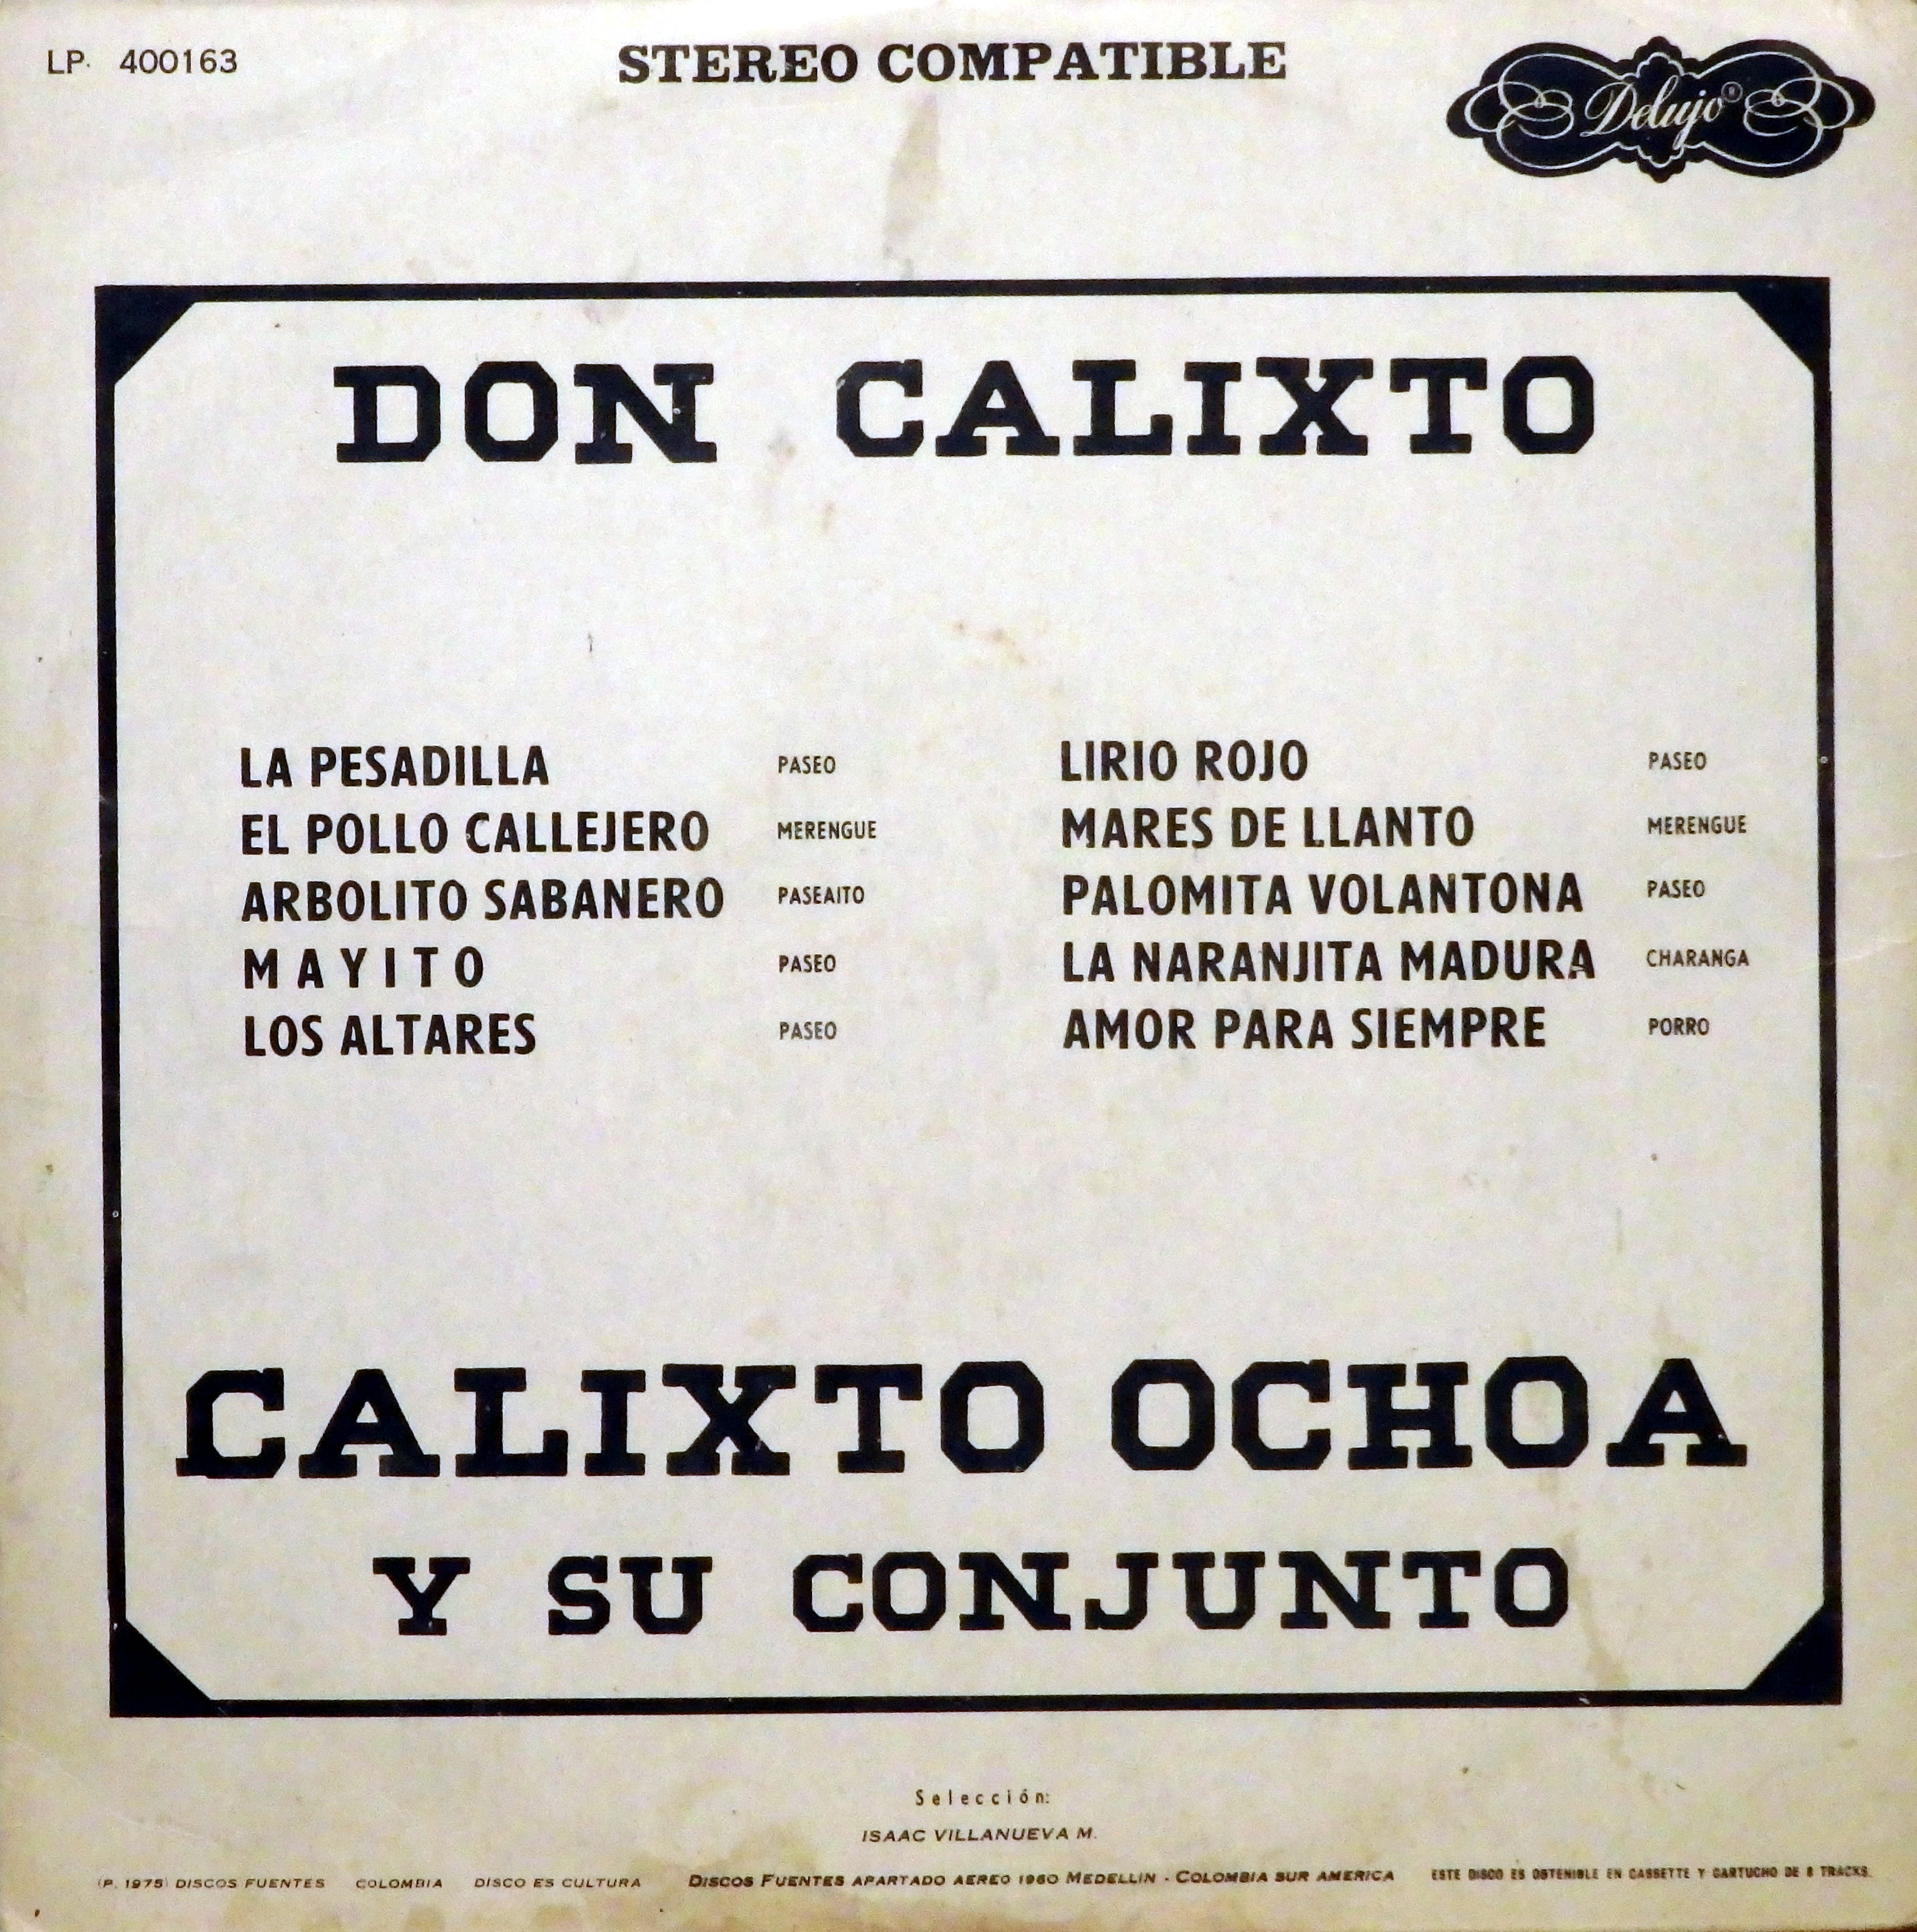 LP. 400163 STEREO COMPATIBLE Delujo®
DON CALIXTO
LA PESADILLA PASEO
EL POLLO CALLEJERO MERENGUE
ARBOLITO SABANERO PASEAITO
MAYITO PASEO
LOS ALTARES PASEO
LIRIO ROJO PASEO
MARES DE LLANTO MERENGUE
PALOMITA VOLANTONA PASEO
LA NARANJITA MADURA CHARANGA
AMOR PARA SIEMPRE PORRO
CALIXTO OCHOA
Y SU CONJUNTO
Selección:
ISAAC VILLANUEVA M.
(P. 1975) DISCOS FUENTES COLOMBIA DISCO ES CULTURA DISCOS FUENTES APARTADO AEREO 1960 MEDELLIN - COLOMBIA SUR AMERICA ESTE DISCO ES OBTENIBLE EN CASSETTE Y CARTUCHO DE 8 TRACKS.